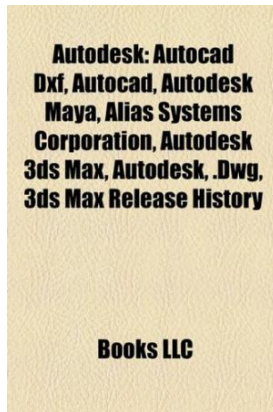 Autodesk: Autocad
Dxf, Autocad, Autodesk
Maya, Alias Systems
Corporation, Autodesk
3ds Max, Autodesk, .Dwg,
3ds Max Release History
Books LLC